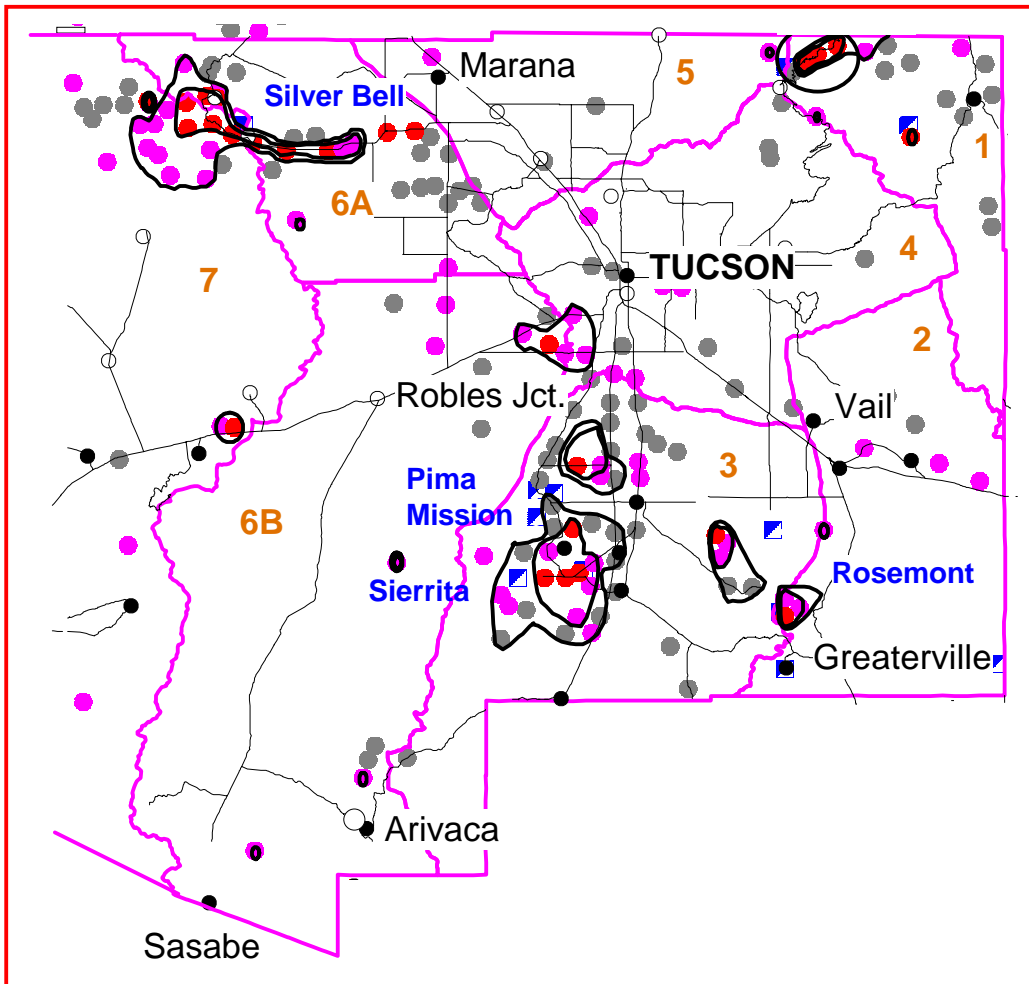 Marana
5
Silver Bell
1
6A
4
7
TUCSON
2
Robles Jct.
Vail
3
Pima
Mission
6B
Sierrita
Rosemont
Greaterville
Arivaca
Sasabe